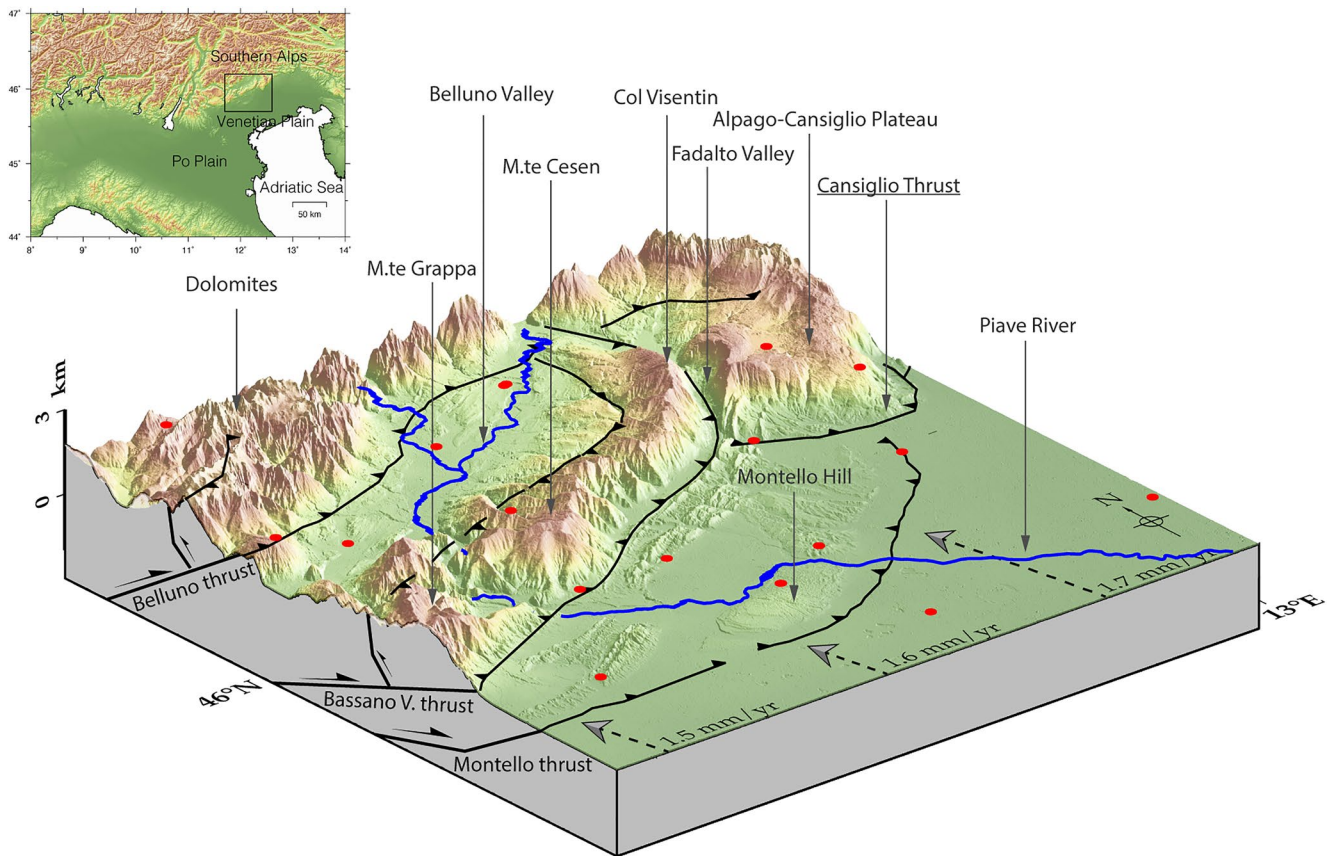 47˚
46˚
45˚
44˚
8˚
9˚
10˚
11˚
12˚
13˚
14˚
Southern Alps
Venetian Plain
Po Plain
Adriatic Sea
50 km
Belluno Valley
Col Visentin
Alpago-Cansiglio Plateau
Fadalto Valley
M.te Cesen
Cansiglio Thrust
M.te Grappa
Dolomites
Piave River
km
3
0
Montello Hill
N
Belluno thrust
1.7 mm/yr
13°E
1.6 mm/yr
46°N
Bassano V. thrust
1.5 mm/yr
Montello thrust